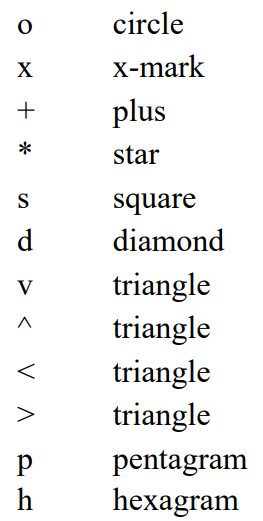 o circle
x x-mark
+ plus
* star
s square
d diamond
v triangle
^ triangle
< triangle
> triangle
p pentagram
h hexagram